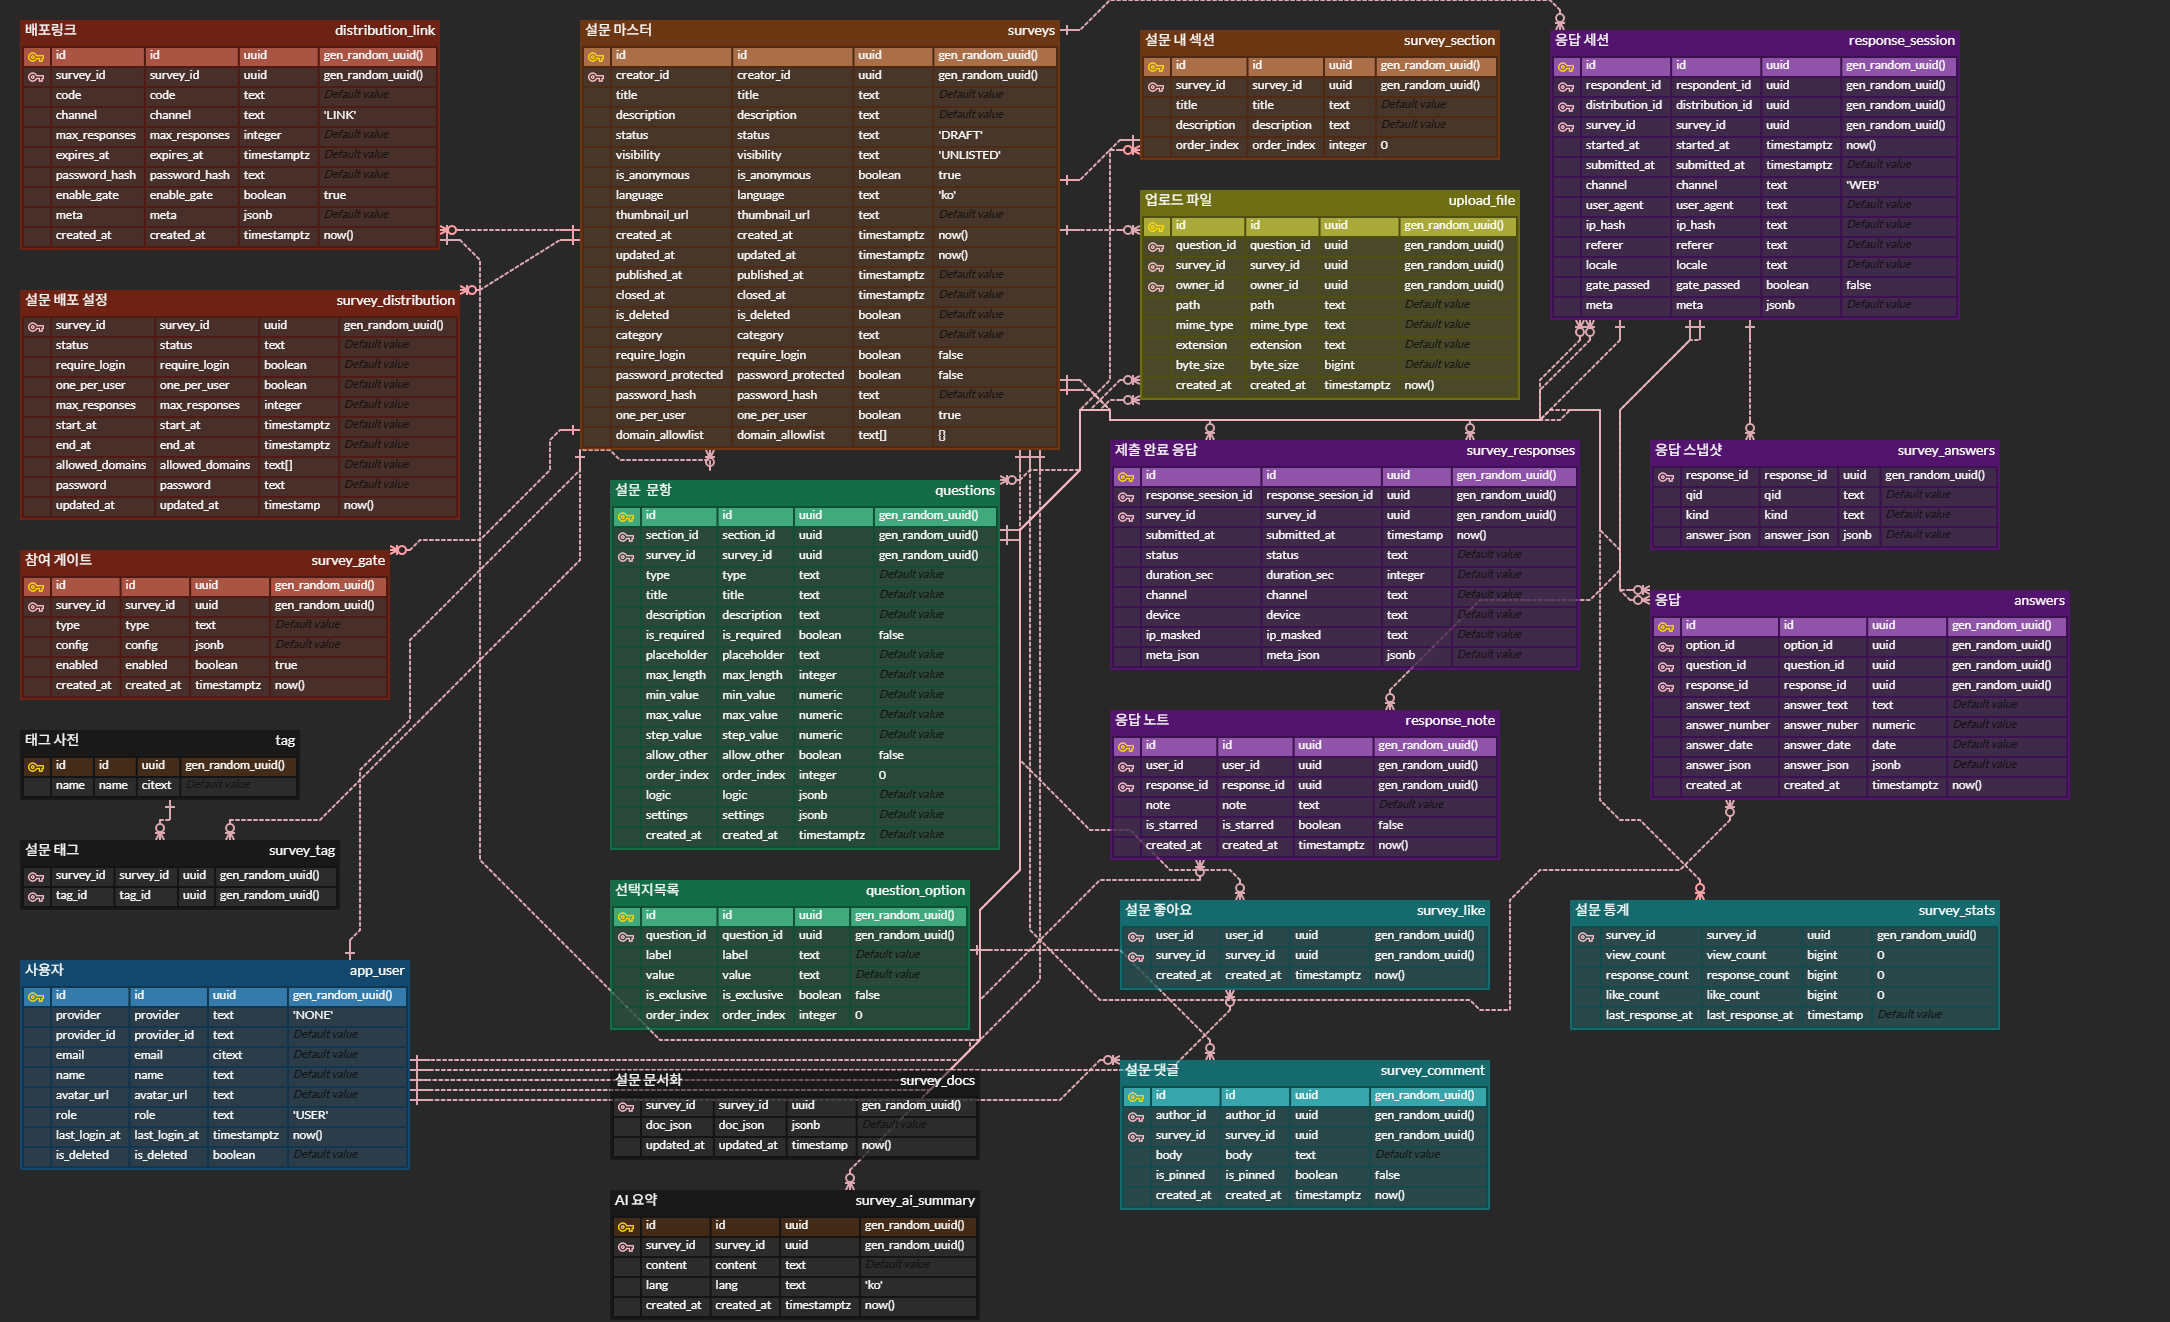 배포링크 distribution_link
id id uuid gen_random_uuid()
survey_id survey_id uuid gen_random_uuid()
code code text Default value
channel channel text 'LINK'
max_responses max_responses integer Default value
expires_at expires_at timestamptz Default value
password_hash password_hash text Default value
enable_gate enable_gate boolean true
meta meta jsonb Default value
created_at created_at timestamptz now()
설문 배포 설정 survey_distribution
survey_id survey_id uuid gen_random_uuid()
status status text Default value
require_login require_login boolean Default value
one_per_user one_per_user boolean Default value
max_responses max_responses integer Default value
start_at start_at timestamptz Default value
end_at end_at timestamptz Default value
allowed_domains allowed_domains text[] Default value
password password text Default value
updated_at updated_at timestamp now()
참여 게이트 survey_gate
id id uuid gen_random_uuid()
survey_id survey_id uuid gen_random_uuid()
type type text Default value
config config jsonb Default value
enabled enabled boolean true
created_at created_at timestamptz now()
태그 사전 tag
id id uuid gen_random_uuid()
name name citext Default value
설문 태그 survey_tag
survey_id survey_id uuid gen_random_uuid()
tag_id tag_id uuid gen_random_uuid()
사용자 app_user
id id uuid gen_random_uuid()
provider provider text 'NONE'
provider_id provider_id text Default value
email email citext Default value
name name text Default value
avatar_url avatar_url text Default value
role role text 'USER'
last_login_at last_login_at timestamptz now()
is_deleted is_deleted boolean Default value
설문 마스터 surveys
id id uuid gen_random_uuid()
creator_id creator_id uuid gen_random_uuid()
title title text Default value
description description text Default value
status status text 'DRAFT'
visibility visibility text 'UNLISTED'
is_anonymous is_anonymous boolean true
language language text 'ko'
thumbnail_url thumbnail_url text Default value
created_at created_at timestamptz now()
updated_at updated_at timestamptz now()
published_at published_at timestamptz Default value
closed_at closed_at timestamptz Default value
is_deleted is_deleted boolean Default value
category category text Default value
require_login require_login boolean false
password_protected password_protected boolean false
password_hash password_hash text Default value
one_per_user one_per_user boolean true
domain_allowlist domain_allowlist text[] {}
설문 문항 questions
id id uuid gen_random_uuid()
section_id section_id uuid gen_random_uuid()
survey_id survey_id uuid gen_random_uuid()
type type text Default value
title title text Default value
description description text Default value
is_required is_required boolean false
placeholder placeholder text Default value
max_length max_length integer Default value
min_value min_value numeric Default value
max_value max_value numeric Default value
step_value step_value numeric Default value
allow_other allow_other boolean false
order_index order_index integer 0
logic logic jsonb Default value
settings settings jsonb Default value
created_at created_at timestamptz Default value
선택지목록 question_option
id id uuid gen_random_uuid()
question_id question_id uuid gen_random_uuid()
label label text Default value
value value text Default value
is_exclusive is_exclusive boolean false
order_index order_index integer 0
설문 문서화 survey_docs
survey_id survey_id uuid gen_random_uuid()
doc_json doc_json jsonb Default value
updated_at updated_at timestamp now()
AI 요약 survey_ai_summary
id id uuid gen_random_uuid()
survey_id survey_id uuid gen_random_uuid()
content content text Default value
lang lang text 'ko'
created_at created_at timestamptz now()
설문 내 섹션 survey_section
id id uuid gen_random_uuid()
survey_id survey_id uuid gen_random_uuid()
title title text Default value
description description text Default value
order_index order_index integer 0
업로드 파일 upload_file
id id uuid gen_random_uuid()
question_id question_id uuid gen_random_uuid()
survey_id survey_id uuid gen_random_uuid()
owner_id owner_id uuid gen_random_uuid()
path path text Default value
mime_type mime_type text Default value
extension extension text Default value
byte_size byte_size bigint Default value
created_at created_at timestamptz now()
제출 완료 응답 survey_responses
id id uuid gen_random_uuid()
response_seesion_id response_seesion_id uuid gen_random_uuid()
survey_id survey_id uuid gen_random_uuid()
submitted_at submitted_at timestamp now()
status status text Default value
duration_sec duration_sec integer Default value
channel channel text Default value
device device text Default value
ip_masked ip_masked text Default value
meta_json meta_json jsonb Default value
응답 노트 response_note
id id uuid gen_random_uuid()
user_id user_id uuid gen_random_uuid()
response_id response_id uuid gen_random_uuid()
note note text Default value
is_starred is_starred boolean false
created_at created_at timestamptz now()
설문 좋아요 survey_like
user_id user_id uuid gen_random_uuid()
survey_id survey_id uuid gen_random_uuid()
created_at created_at timestamptz now()
설문 댓글 survey_comment
id id uuid gen_random_uuid()
author_id author_id uuid gen_random_uuid()
survey_id survey_id uuid gen_random_uuid()
body body text Default value
is_pinned is_pinned boolean false
created_at created_at timestamptz now()
응답 세션 response_session
id id uuid gen_random_uuid()
respondent_id respondent_id uuid gen_random_uuid()
distribution_id distribution_id uuid gen_random_uuid()
survey_id survey_id uuid gen_random_uuid()
started_at started_at timestamptz now()
submitted_at submitted_at timestamptz Default value
channel channel text 'WEB'
user_agent user_agent text Default value
ip_hash ip_hash text Default value
referer referer text Default value
locale locale text Default value
gate_passed gate_passed boolean false
meta meta jsonb Default value
응답 스냅샷 survey_answers
response_id response_id uuid gen_random_uuid()
qid qid text Default value
kind kind text Default value
answer_json answer_json jsonb Default value
응답 answers
id id uuid gen_random_uuid()
option_id option_id uuid gen_random_uuid()
question_id question_id uuid gen_random_uuid()
response_id response_id uuid gen_random_uuid()
answer_text answer_text text Default value
answer_number answer_nuber numeric Default value
answer_date answer_date date Default value
answer_json answer_json jsonb Default value
created_at created_at timestamptz now()
설문 통계 survey_stats
survey_id survey_id uuid gen_random_uuid()
view_count view_count bigint 0
response_count response_count bigint 0
like_count like_count bigint 0
last_response_at last_response_at timestamp Default value